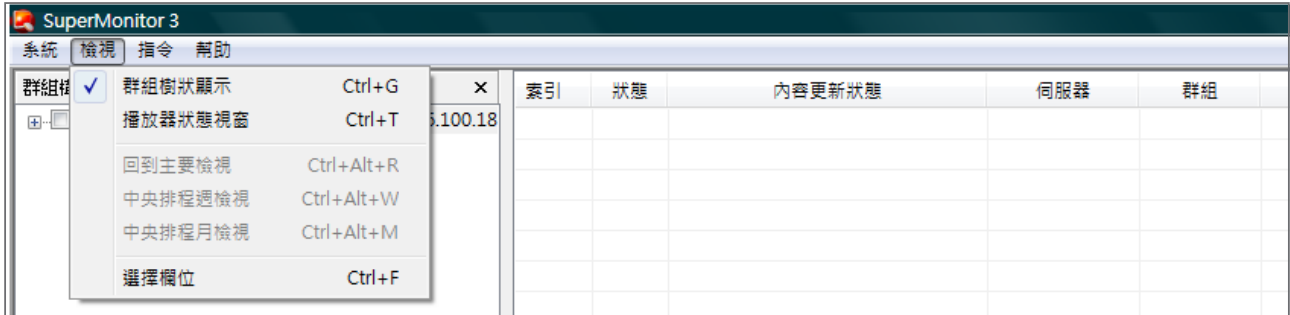 SuperMonitor 3
系統 檢視 指令 幫助
群組樹狀顯示 Ctrl+G
播放器狀態視窗 Ctrl+T
回到主要檢視 Ctrl+Alt+R
中央排程週檢視 Ctrl+Alt+W
中央排程月檢視 Ctrl+Alt+M
選擇欄位 Ctrl+F
群組
.100.18
索引 狀態 內容更新狀態 伺服器 群組